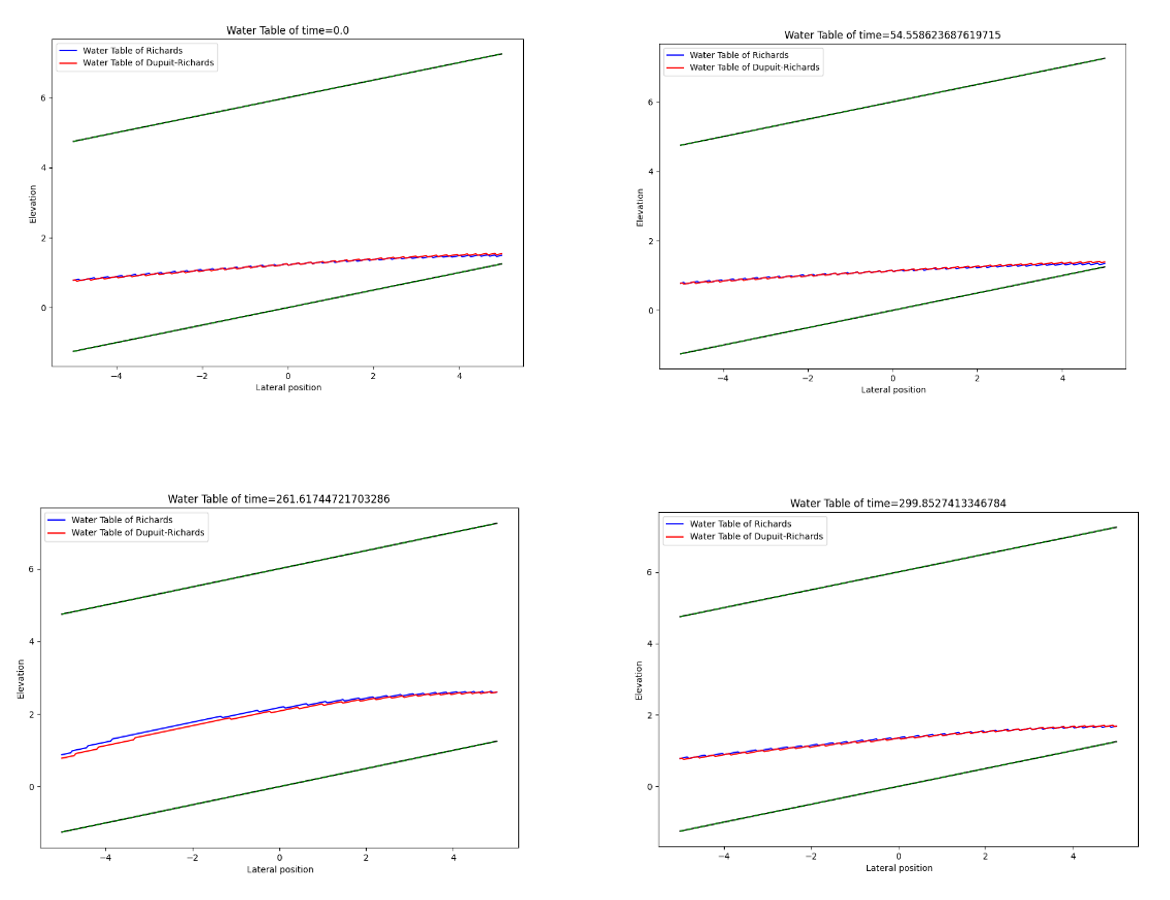 Water Table of time=0.0
Water Table of Richards
Water Table of Dupuit-Richards
6
4
2
0
Elevation
−4
−2
0
2
4
Lateral position
Water Table of time=54.558623687619715
Water Table of Richards
Water Table of Dupuit-Richards
6
4
2
0
Elevation
−4
−2
0
2
4
Lateral position
Water Table of time=261.61744721703286
Water Table of Richards
Water Table of Dupuit-Richards
6
4
2
0
Elevation
−4
−2
0
2
4
Lateral position
Water Table of time=299.8527413346784
Water Table of Richards
Water Table of Dupuit-Richards
6
4
2
0
Elevation
−4
−2
0
2
4
Lateral position